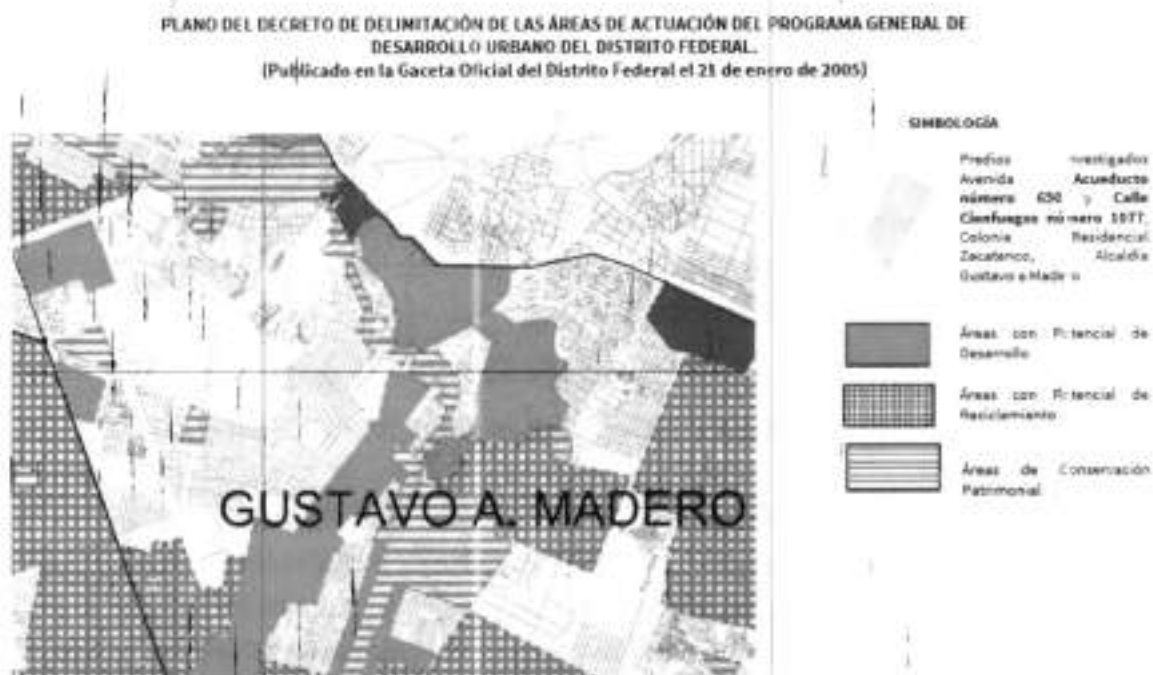 PLANO DEL DECRETO DE DELIMITACIÓN DE LAS ÁREAS DE ACTUACIÓN DEL PROGRAMA GENERAL DE
DESARROLLO URBANO DEL DISTRITO FEDERAL.
(Publicado en la Gaceta Oficial del Distrito Federal el 21 de enero de 2005)
SIMBOLOGÍA
Predios investigados
Avenida Acueducto
número 650 y Calle
Cienfuegos número 1077,
Colonia Residencial
Zacatenco, Alcaldía
Gustavo a Madero
Áreas con Potencial de
Desarrollo
Áreas con Potencial de
Reciclamiento
Áreas de Conservación
Patrimonial
GUSTAVO A. MADERO